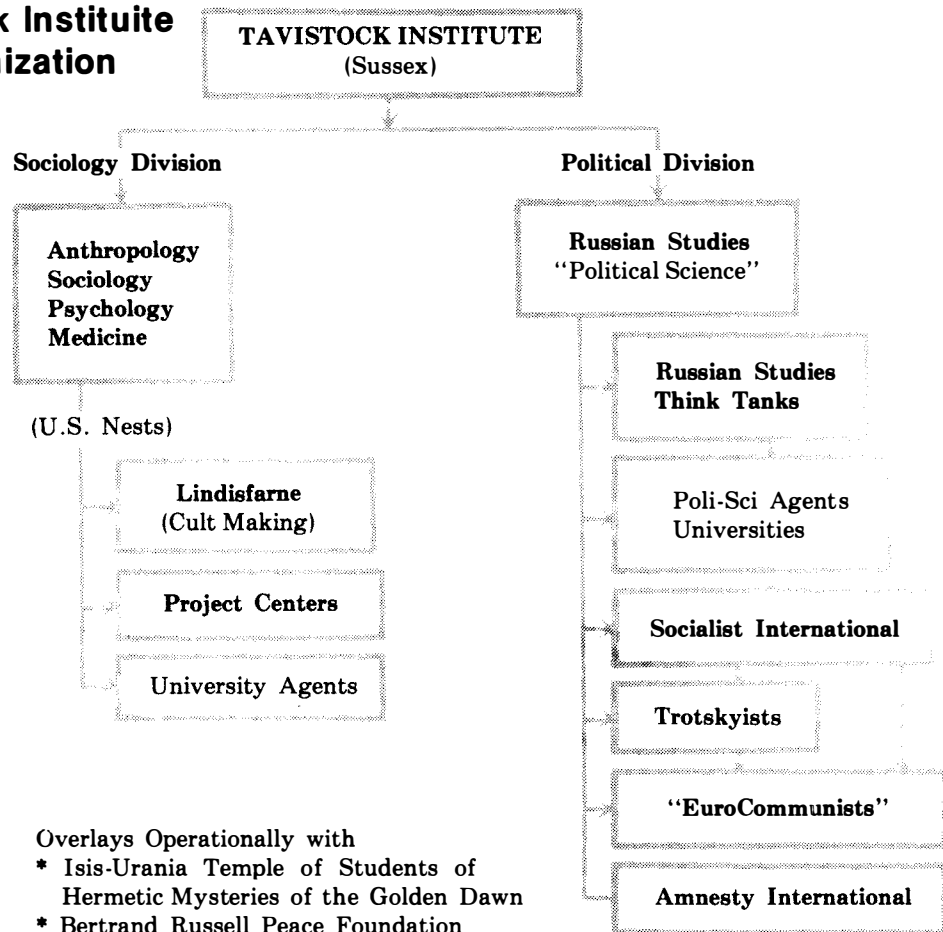 k Instituite
nization
TAVISTOCK INSTITUTE
(Sussex)
Sociology Division
Political Division
Anthropology
Sociology
Psychology
Medicine
Russian Studies
“Political Science”
(U.S. Nests)
Lindisfarne
(Cult Making)
Project Centers
University Agents
Russian Studies
Think Tanks
Poli-Sci Agents
Universities
Socialist International
Trotskyists
“EuroCommunists”
Amnesty International
Overlays Operationally with
* Isis-Urania Temple of Students of
Hermetic Mysteries of the Golden Dawn
* Bertrand Russell Peace Foundation